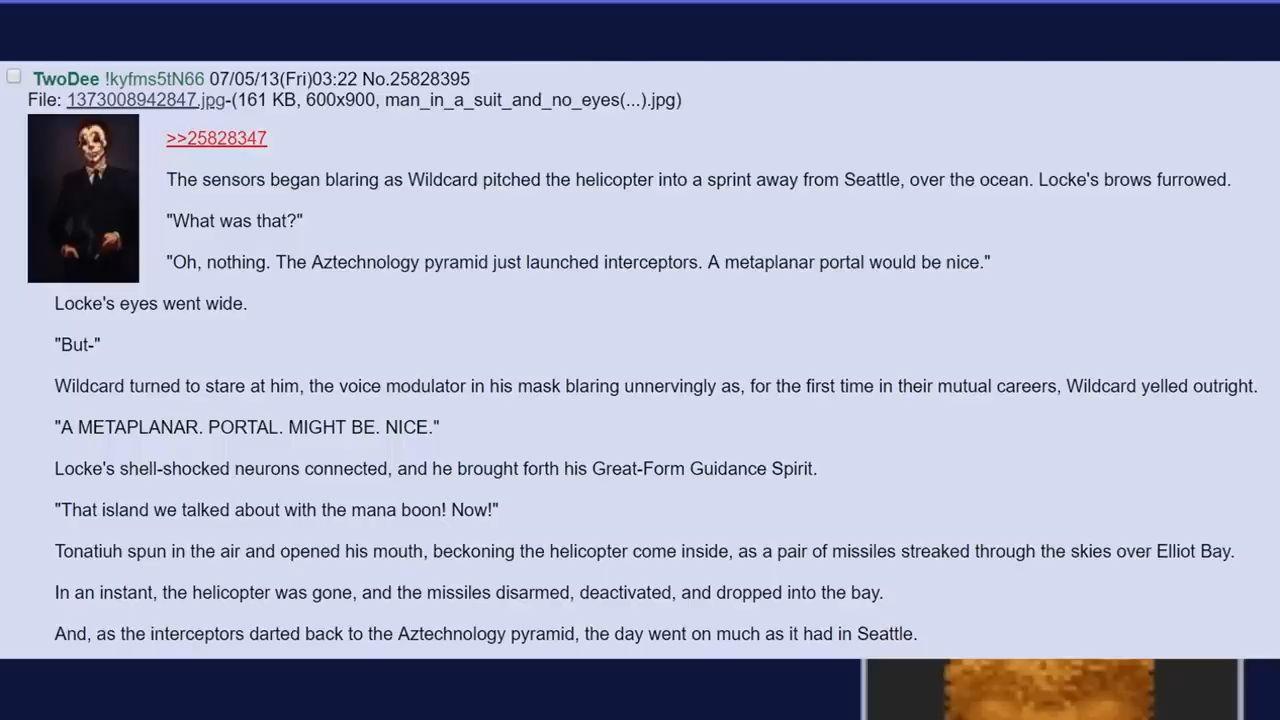 TwoDee !kyfms5tN66 07/05/13(Fri)03:22 No.25828395
File: 1373008942847.jpg-(161 KB, 600x900, man_in_a_suit_and_no_eyes(...).jpg)
>>25828347
The sensors began blaring as Wildcard pitched the helicopter into a sprint away from Seattle, over the ocean. Locke's brows furrowed.
"What was that?"
"Oh, nothing. The Aztechnology pyramid just launched interceptors. A metaplanar portal would be nice."
Locke's eyes went wide.
"But-"
Wildcard turned to stare at him, the voice modulator in his mask blaring unnervingly as, for the first time in their mutual careers, Wildcard yelled outright.
"A METAPLANAR. PORTAL. MIGHT BE. NICE."
Locke's shell-shocked neurons connected, and he brought forth his Great-Form Guidance Spirit.
"That island we talked about with the mana boon! Now!"
Tonatiuh spun in the air and opened his mouth, beckoning the helicopter come inside, as a pair of missiles streaked through the skies over Elliot Bay.
In an instant, the helicopter was gone, and the missiles disarmed, deactivated, and dropped into the bay.
And, as the interceptors darted back to the Aztechnology pyramid, the day went on much as it had in Seattle.